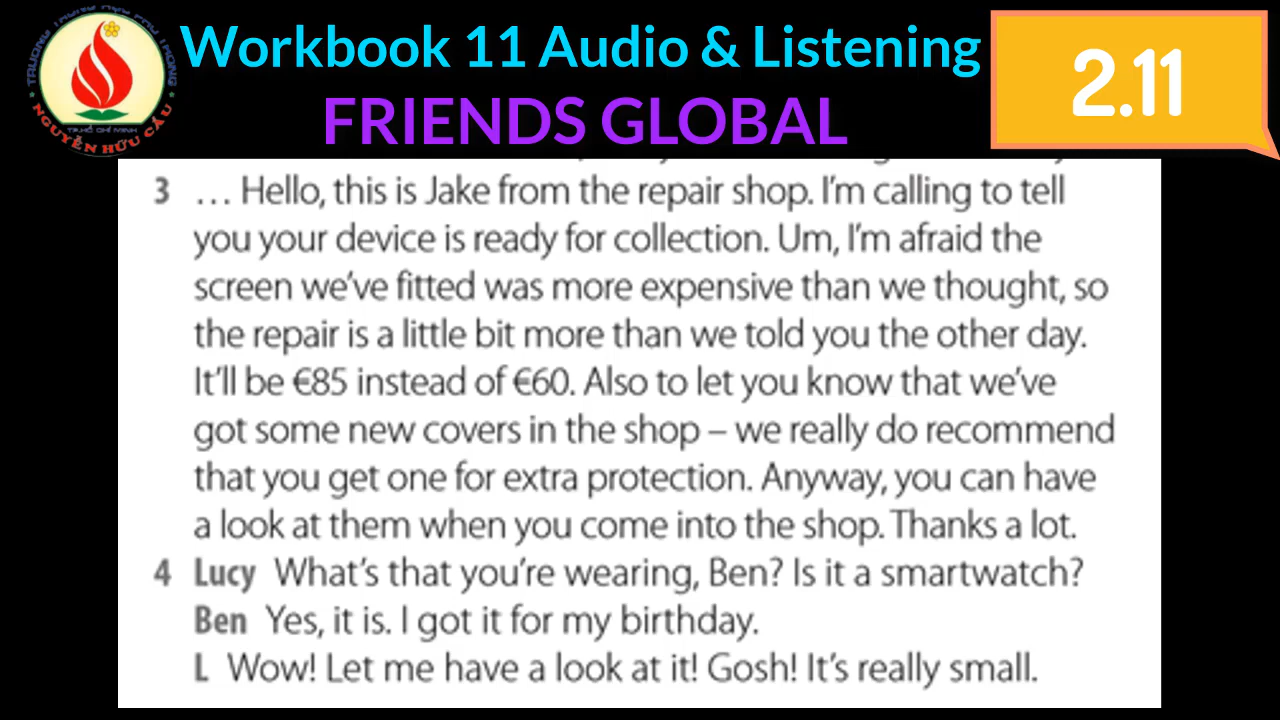 Workbook 11 Audio & Listening
2.11
FRIENDS GLOBAL
NGUYỄN HỮU CẦU
3 … Hello, this is Jake from the repair shop. I'm calling to tell
you your device is ready for collection. Um, I'm afraid the
screen we've fitted was more expensive than we thought, so
the repair is a little bit more than we told you the other day.
It'll be €85 instead of €60. Also to let you know that we've
got some new covers in the shop – we really do recommend
that you get one for extra protection. Anyway, you can have
a look at them when you come into the shop. Thanks a lot.
4 Lucy What's that you're wearing, Ben? Is it a smartwatch?
Ben Yes, it is. I got it for my birthday.
L Wow! Let me have a look at it! Gosh! It's really small.